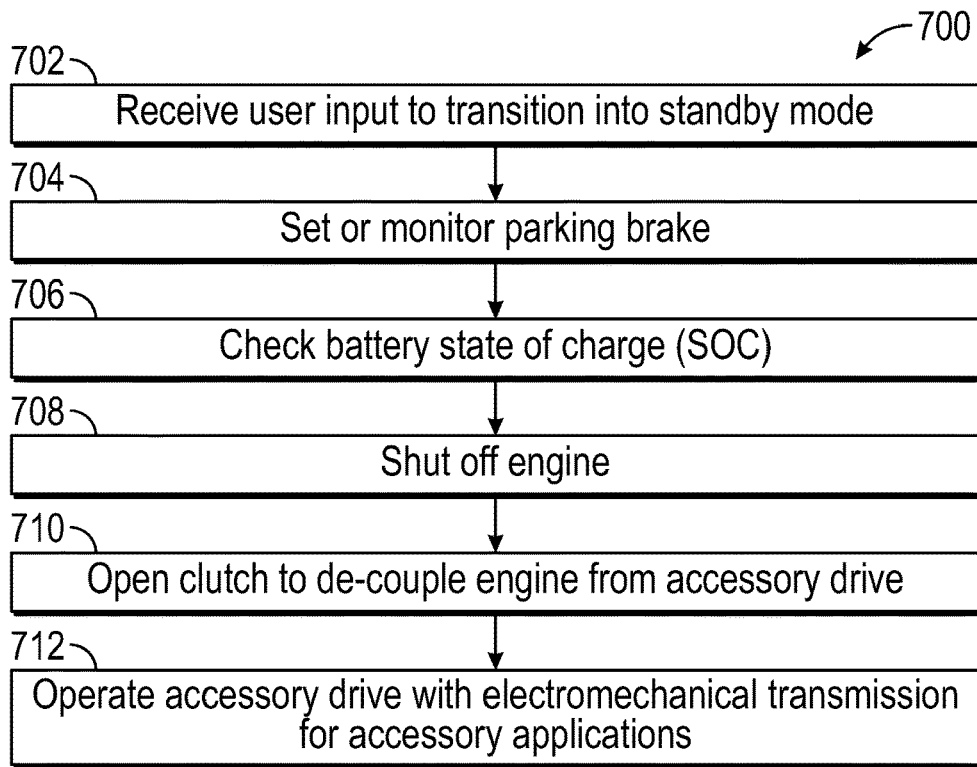 700
702
Receive user input to transition into standby mode
704
Set or monitor parking brake
706
Check battery state of charge (SOC)
708
Shut off engine
710
Open clutch to de-couple engine from accessory drive
712
Operate accessory drive with electromechanical transmission
for accessory applications